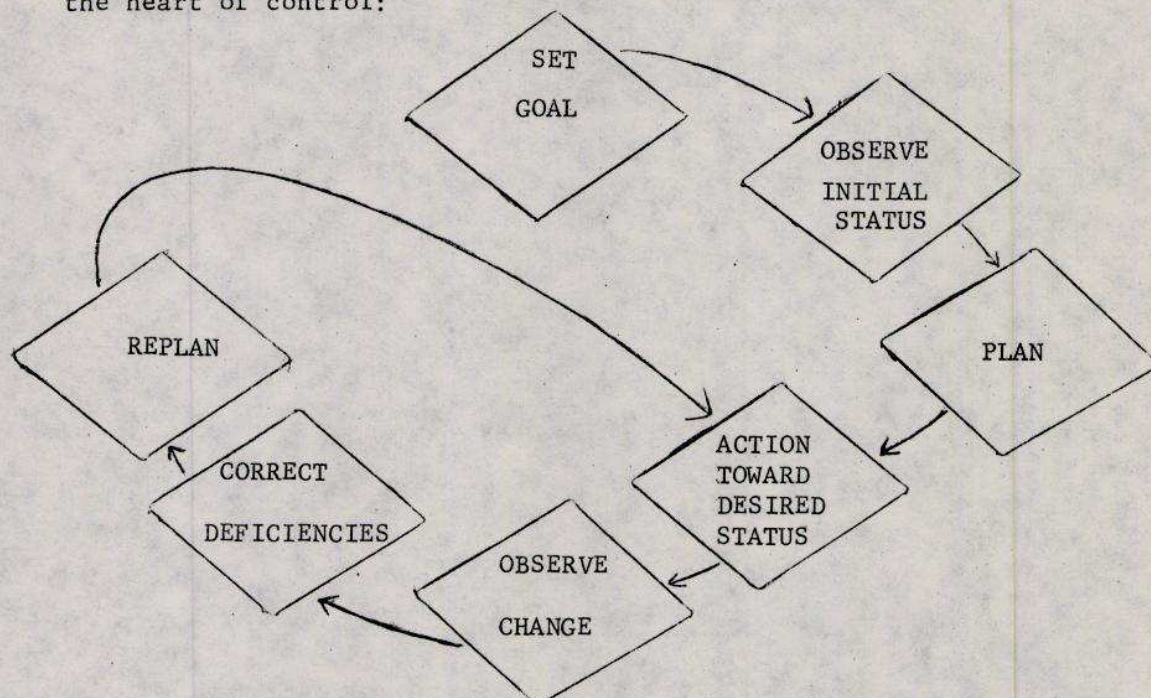 the heart of control:
SET
GOAL
OBSERVE
INITIAL
STATUS
PLAN
ACTION
TOWARD
DESIRED
STATUS
OBSERVE
CHANGE
CORRECT
DEFICIENCIES
REPLAN